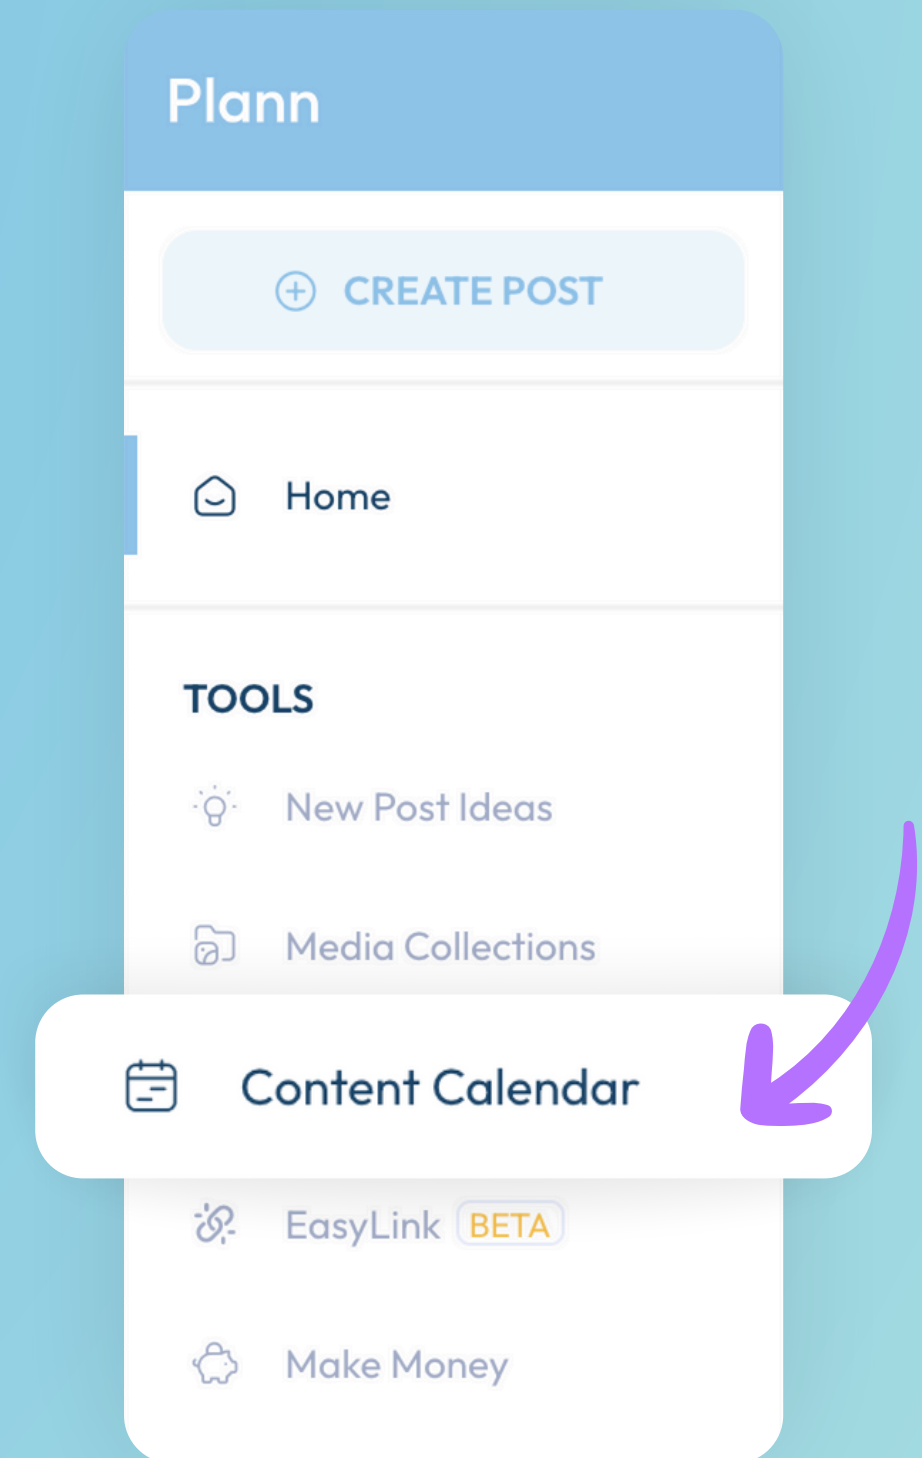 Plann
CREATE POST
Home
TOOLS
New Post Ideas
Media Collections
Content Calendar
EasyLink BETA
Make Money